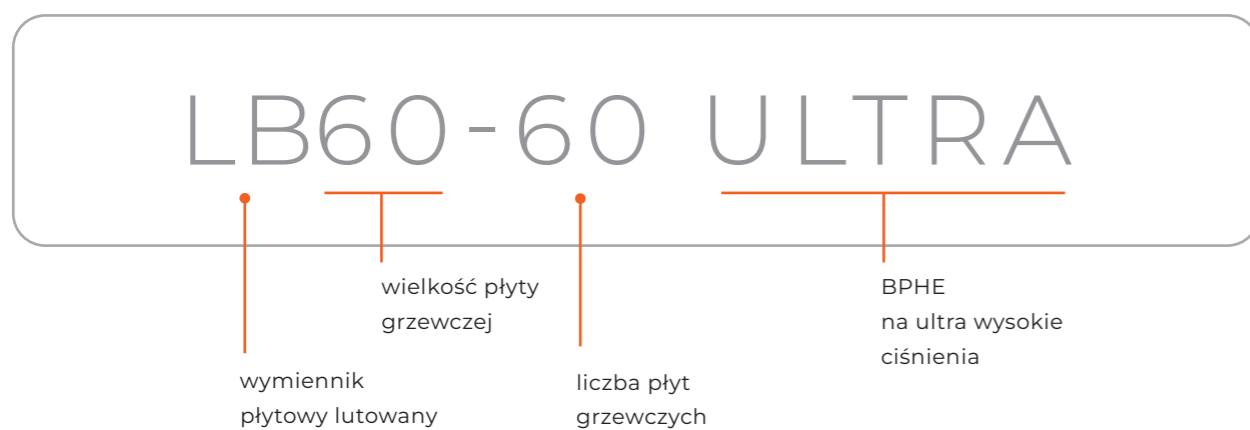 LB60-60 ULTRA
wielkość płyty
grzewczej
BPHE
na ultra wysokie
ciśnienia
wymiennik
płytowy lutowany
liczba płyt
grzewczych